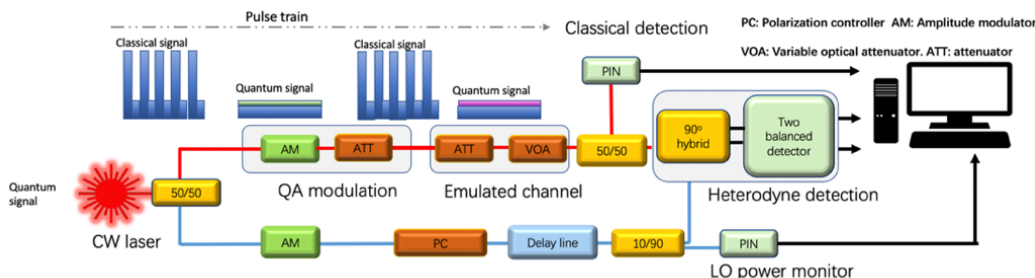 Pulse train
Classical detection
PC: Polarization controller AM: Amplitude modulator
VOA: Variable optical attenuator. ATT: attenuator
Classical signal
Classical signal
Quantum signal
Quantum signal
PIN
90° hybrid
Two balanced detector
AM
ATT
ATT
VOA
50/50
Quantum signal
50/50
QA modulation
Emulated channel
Heterodyne detection
CW laser
AM
PC
Delay line
10/90
PIN
LO power monitor